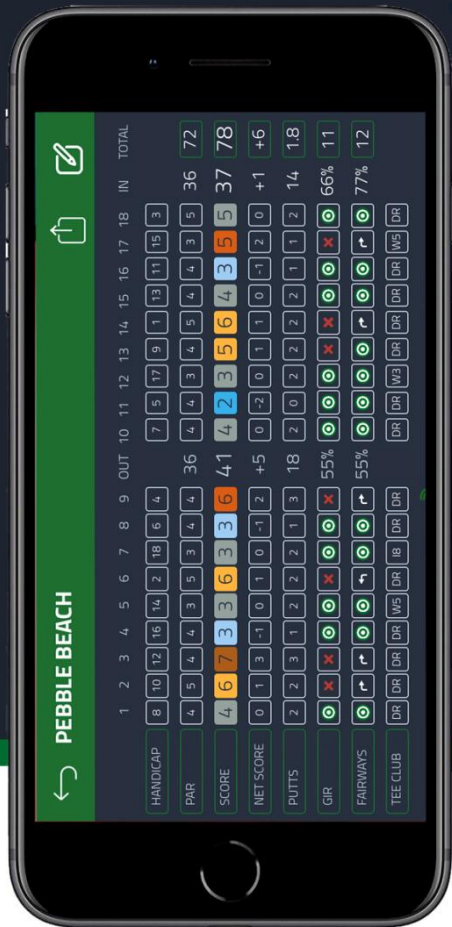 PEBBLE BEACH
1 2 3 4 5 6 7 8 9 OUT 10 11 12 13 14 15 16 17 18 IN TOTAL
HANDICAP 8 10 12 16 14 2 18 6 4 7 5 17 9 1 13 11 15 3
PAR 4 5 4 4 3 5 3 4 4 36 4 4 3 4 5 4 4 3 5 36 72
SCORE 4 6 7 3 3 6 3 3 6 41 4 2 3 5 6 4 3 5 5 37 78
NET SCORE 0 1 3 -1 0 1 0 -1 2 +5 0 -2 0 1 1 0 -1 2 0 +1 +6
PUTTS 2 2 3 1 2 2 2 1 3 18 2 0 2 2 2 2 1 1 2 14 1.8
GIR 55% 66% 11
FAIRWAYS 55% 77% 12
TEE CLUB DR DR DR DR W5 DR I8 DR DR DR DR W3 DR DR DR DR W5 DR